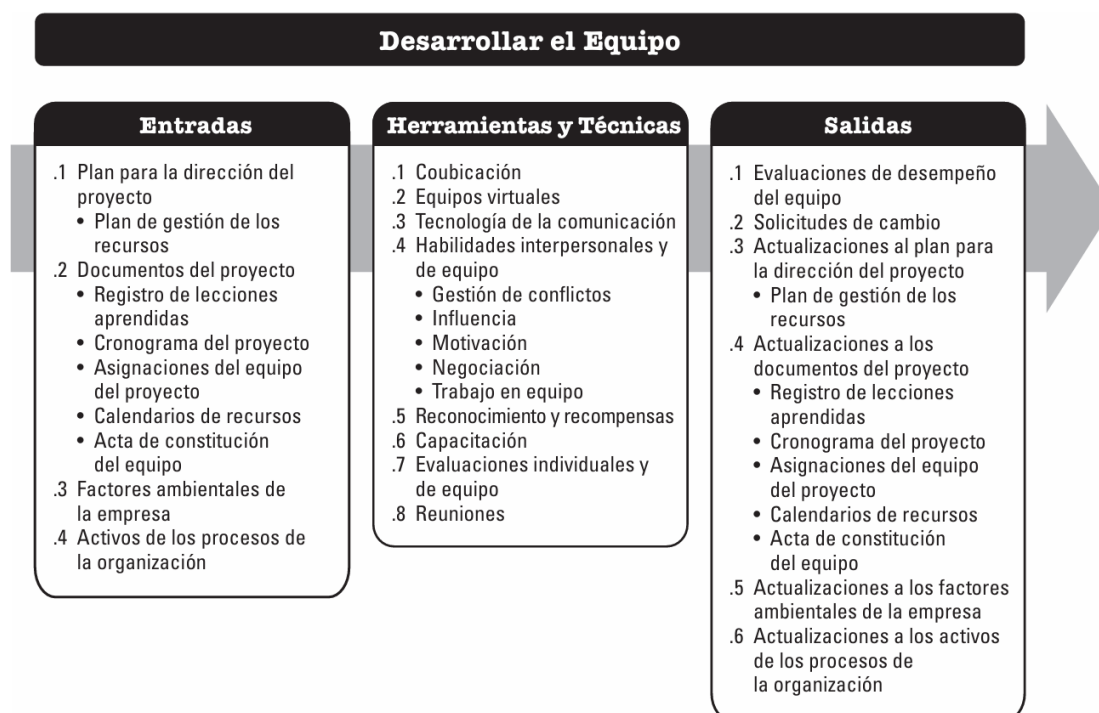 Desarrollar el Equipo
Entradas
.1 Plan para la dirección del
proyecto
• Plan de gestión de los
recursos
.2 Documentos del proyecto
• Registro de lecciones
aprendidas
• Cronograma del proyecto
• Asignaciones del equipo
del proyecto
• Calendarios de recursos
• Acta de constitución
del equipo
.3 Factores ambientales de
la empresa
.4 Activos de los procesos de
la organización
Herramientas y Técnicas
.1 Coubicación
.2 Equipos virtuales
.3 Tecnología de la comunicación
.4 Habilidades interpersonales y
de equipo
• Gestión de conflictos
• Influencia
• Motivación
• Negociación
• Trabajo en equipo
.5 Reconocimiento y recompensas
.6 Capacitación
.7 Evaluaciones individuales y
de equipo
.8 Reuniones
Salidas
.1 Evaluaciones de desempeño
del equipo
.2 Solicitudes de cambio
.3 Actualizaciones al plan para
la dirección del proyecto
• Plan de gestión de los
recursos
.4 Actualizaciones a los
documentos del proyecto
• Registro de lecciones
aprendidas
• Cronograma del proyecto
• Asignaciones del equipo
del proyecto
• Calendarios de recursos
• Acta de constitución
del equipo
.5 Actualizaciones a los factores
ambientales de la empresa
.6 Actualizaciones a los activos
de los procesos de
la organización